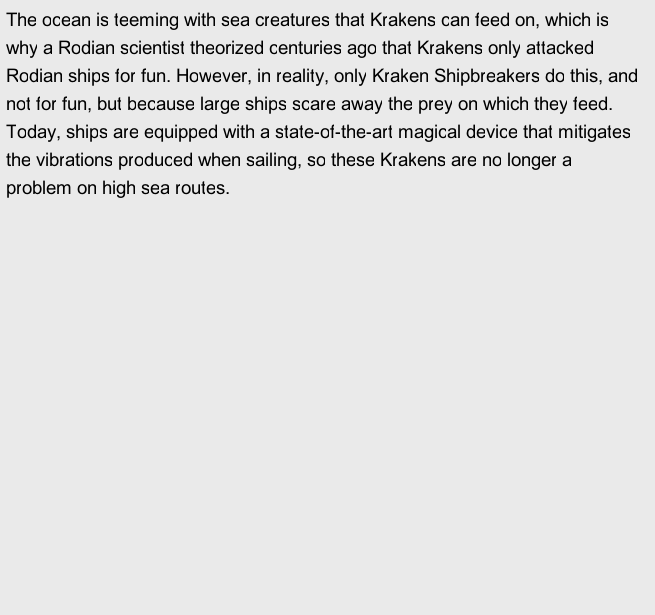 The ocean is teeming with sea creatures that Krakens can feed on, which is
why a Rodian scientist theorized centuries ago that Krakens only attacked
Rodian ships for fun. However, in reality, only Kraken Shipbreakers do this, and
not for fun, but because large ships scare away the prey on which they feed.
Today, ships are equipped with a state-of-the-art magical device that mitigates
the vibrations produced when sailing, so these Krakens are no longer a
problem on high sea routes.